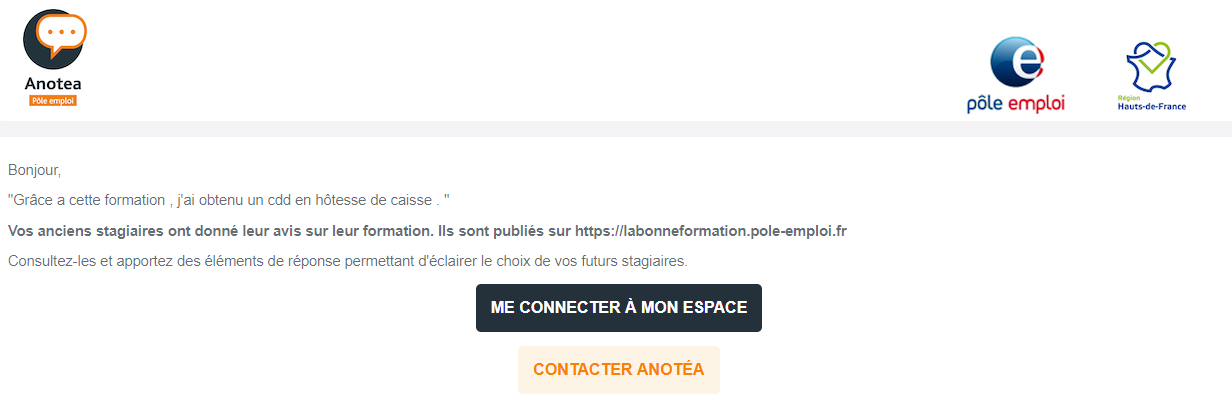 Anotea
Pôle emploi
pôle emploi
Région
Hauts-de-France
Bonjour,
"Grâce a cette formation , j'ai obtenu un cdd en hôtesse de caisse . "
Vos anciens stagiaires ont donné leur avis sur leur formation. Ils sont publiés sur https://labonneformation.pole-emploi.fr
Consultez-les et apportez des éléments de réponse permettant d'éclairer le choix de vos futurs stagiaires.
ME CONNECTER À MON ESPACE
CONTACTER ANOTÉA